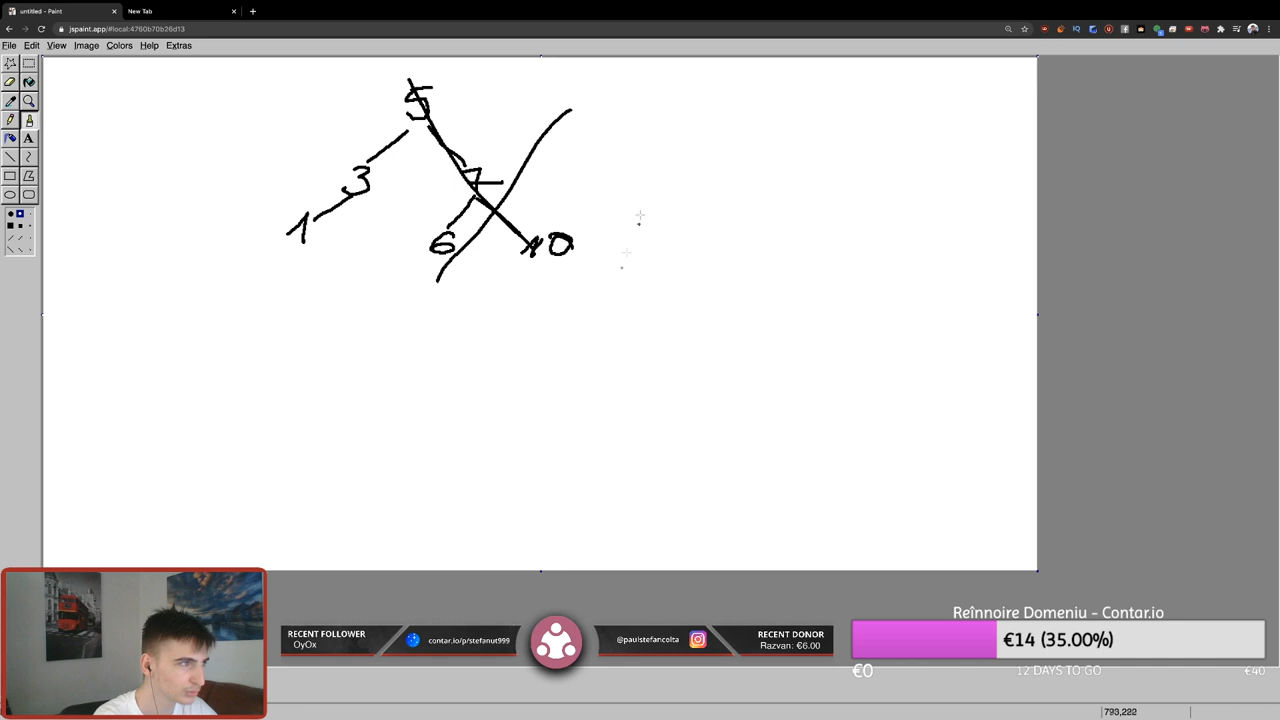 untitled - Paint
New Tab
jspaint.app/#local:4760b70b26d13
File Edit View Image Colors Help Extras
5
3 7
1 6 10
Reînnoire Domeniu - Contar.io
RECENT FOLLOWER
OyOx
contar.io/p/stefanut999
@paulstefancolta
RECENT DONOR
Razvan: €6.00
€14 (35.00%)
€0 12 DAYS TO GO €40
793,222